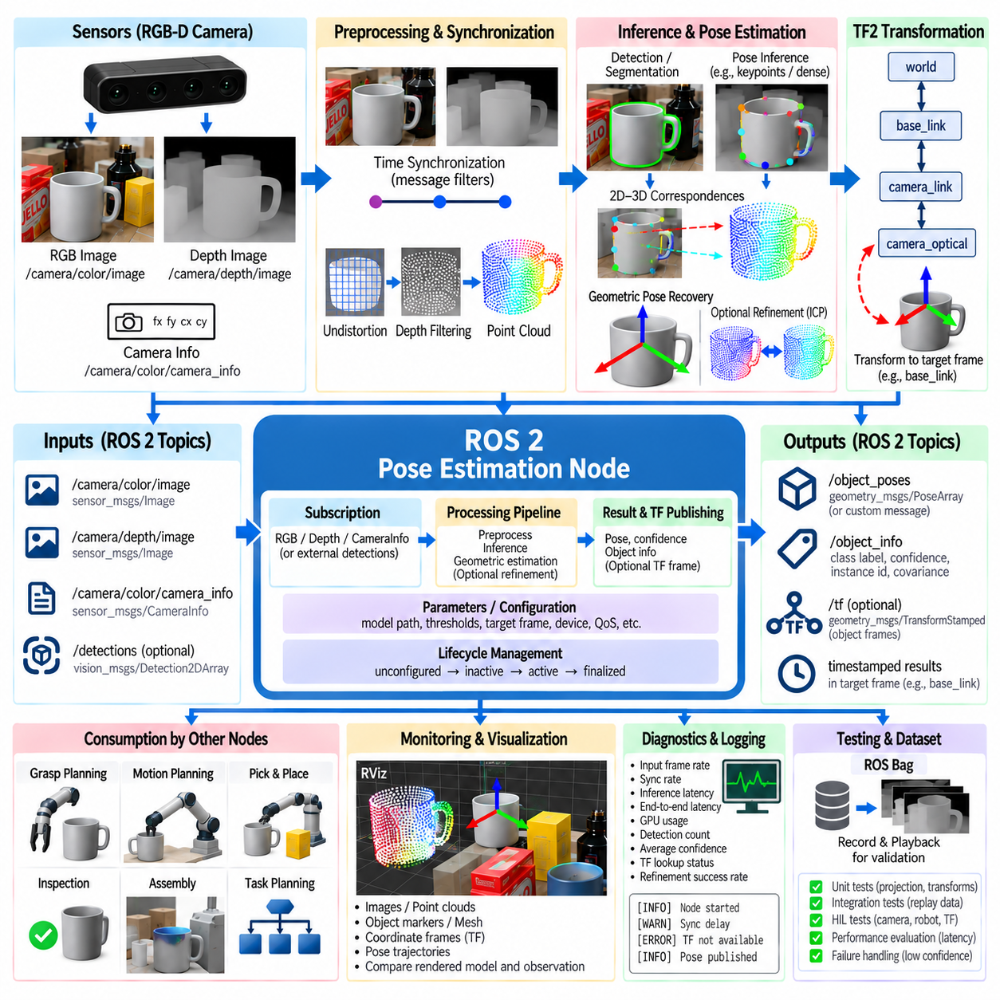 Sensors (RGB-D Camera)
RGB Image
/camera/color/image
Depth Image
/camera/depth/image
fx fy cx cy
Camera Info
/camera/color/camera_info
Preprocessing & Synchronization
Time Synchronization
(message filters)
Undistortion
Depth Filtering
Point Cloud
Inference & Pose Estimation
Detection /
Segmentation
Pose Inference
(e.g., keypoints / dense)
2D–3D Correspondences
Geometric Pose Recovery
Optional Refinement (ICP)
TF2 Transformation
world
base_link
camera_link
camera_optical
Transform to target frame
(e.g., base_link)
Inputs (ROS 2 Topics)
/camera/color/image
sensor_msgs/Image
/camera/depth/image
sensor_msgs/Image
/camera/color/camera_info
sensor_msgs/CameraInfo
/detections (optional)
vision_msgs/Detection2DArray
ROS 2
Pose Estimation Node
Subscription
RGB / Depth / CameraInfo
(or external detections)
Processing Pipeline
Preprocess
Inference
Geometric estimation
(Optional refinement)
Result & TF Publishing
Pose, confidence
Object info
(Optional TF frame)
Parameters / Configuration
model path, thresholds, target frame, device, QoS, etc.
Lifecycle Management
unconfigured → inactive → active → finalized
Outputs (ROS 2 Topics)
/object_poses
geometry_msgs/PoseArray
(or custom message)
/object_info
class label, confidence,
instance id, covariance
TF
/tf (optional)
geometry_msgs/TransformStamped
(object frames)
timestamped results
in target frame (e.g., base_link)
Consumption by Other Nodes
Grasp Planning
Motion Planning
Pick & Place
Inspection
Assembly
Task Planning
Monitoring & Visualization
RViz
• Images / Point clouds
• Object markers / Mesh
• Coordinate frames (TF)
• Pose trajectories
• Compare rendered model and observation
Diagnostics & Logging
• Input frame rate
• Sync rate
• Inference latency
• End-to-end latency
• GPU usage
• Detection count
• Average confidence
• TF lookup status
• Refinement success rate
[INFO] Node started
[WARN] Sync delay
[ERROR] TF not available
[INFO] Pose published
Testing & Dataset
ROS Bag
Record & Playback
for validation
Unit tests (projection, transforms)
Integration tests (replay data)
HIL tests (camera, robot, TF)
Performance evaluation (latency)
Failure handling (low confidence)